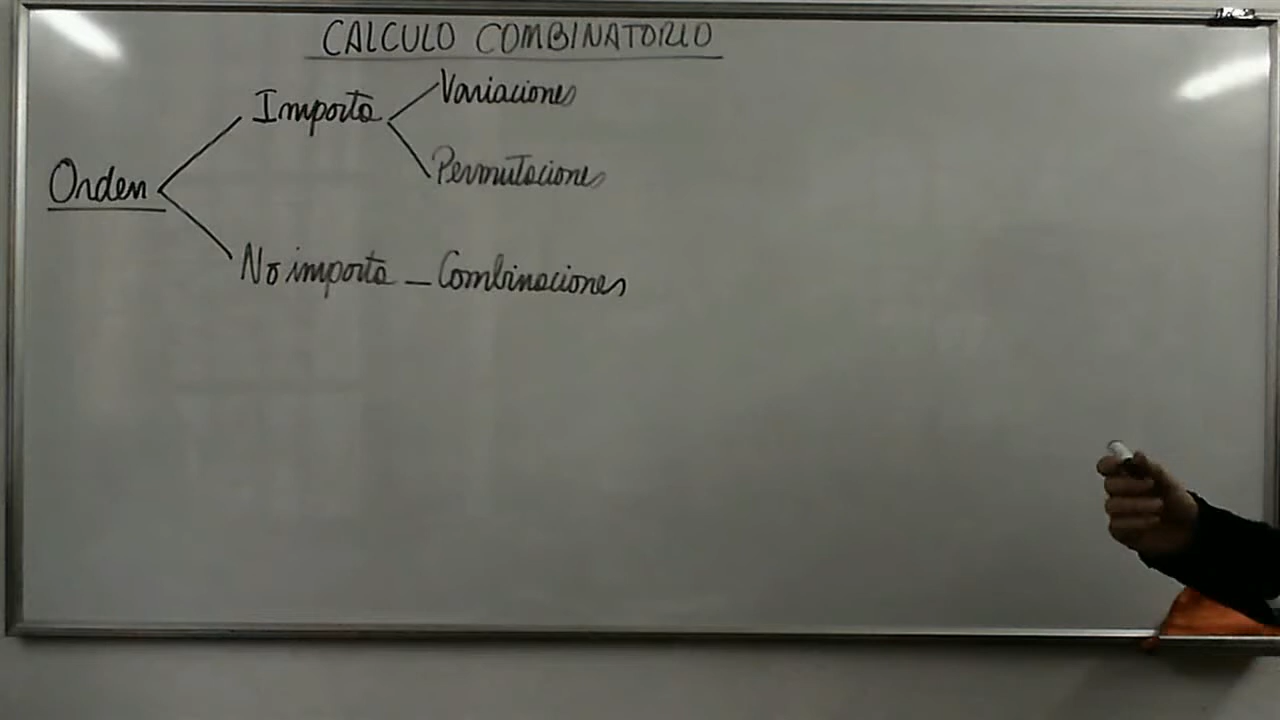 CALCULO COMBINATORIO
Importa
Variaciones
Permutaciones
Orden
No importa - Combinaciones